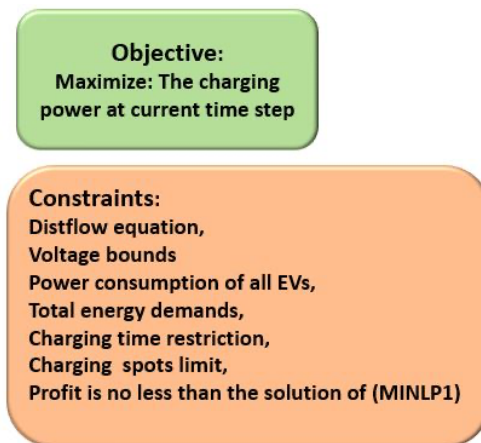 Objective:
Maximize: The charging
power at current time step
Constraints:
Distflow equation,
Voltage bounds
Power consumption of all EVs,
Total energy demands,
Charging time restriction,
Charging spots limit,
Profit is no less than the solution of (MINLP1)